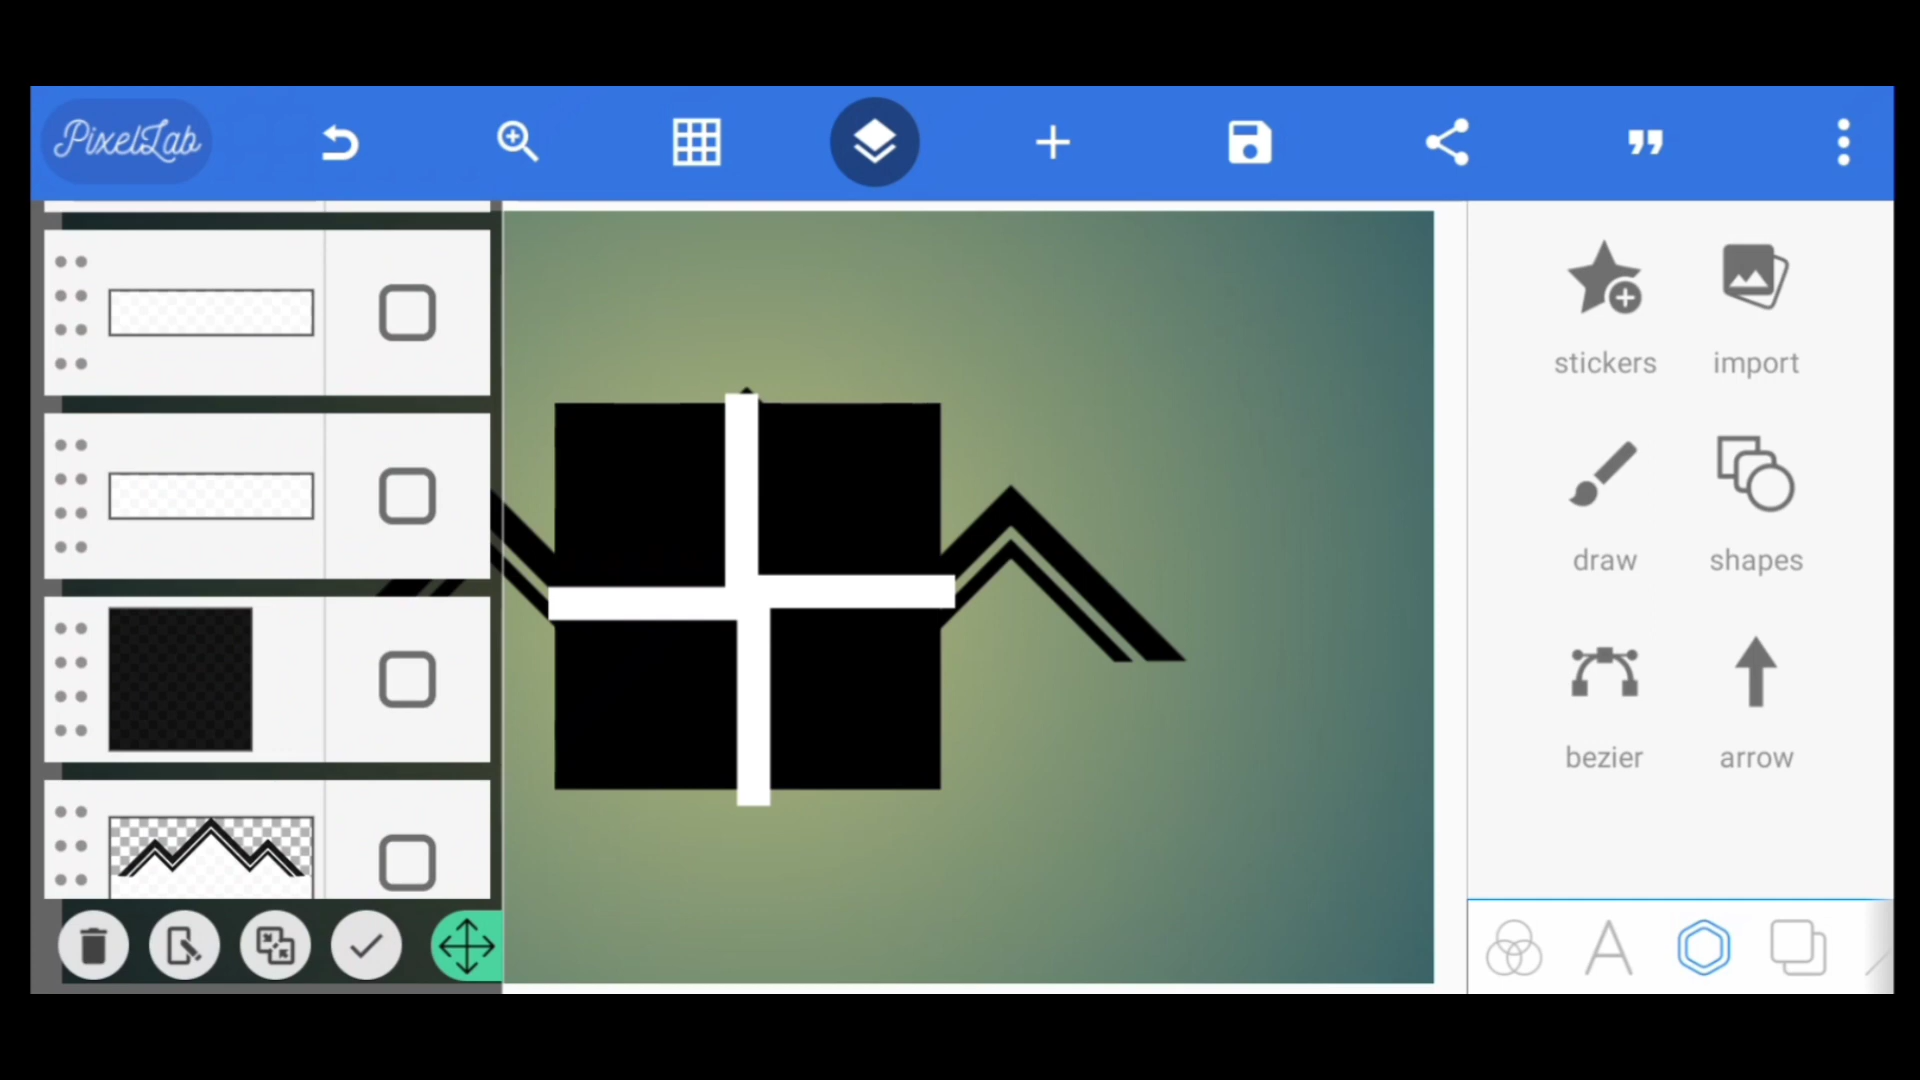 PixelLab
stickers
import
draw
shapes
bezier
arrow